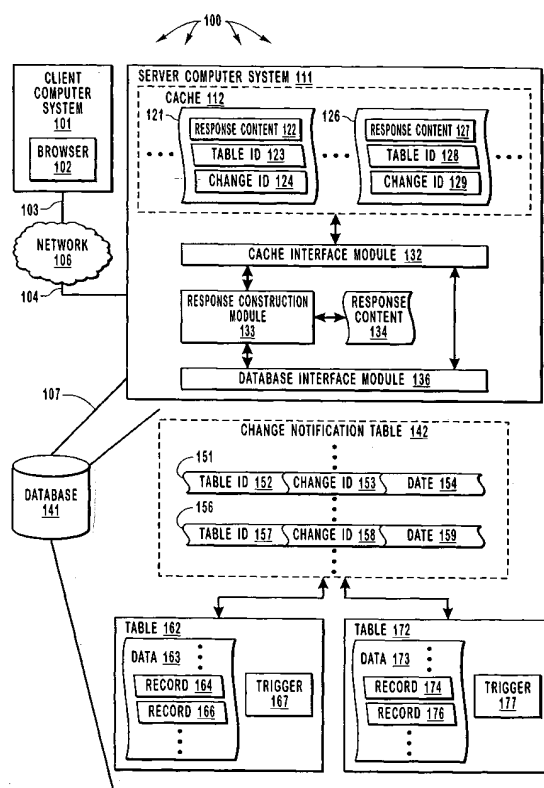 100
CLIENT
COMPUTER
SYSTEM
101
BROWSER
102
103
NETWORK
106
104
SERVER COMPUTER SYSTEM 111
CACHE 112
121
RESPONSE CONTENT 122
TABLE ID 123
CHANGE ID 124
126
RESPONSE CONTENT 127
TABLE ID 128
CHANGE ID 129
CACHE INTERFACE MODULE 132
RESPONSE CONSTRUCTION
MODULE
133
RESPONSE
CONTENT
134
DATABASE INTERFACE MODULE 136
107
DATABASE
141
CHANGE NOTIFICATION TABLE 142
151
TABLE ID 152 CHANGE ID 153 DATE 154
156
TABLE ID 157 CHANGE ID 158 DATE 159
TABLE 162
DATA 163
RECORD 164
RECORD 166
TRIGGER
167
TABLE 172
DATA 173
RECORD 174
RECORD 176
TRIGGER
177